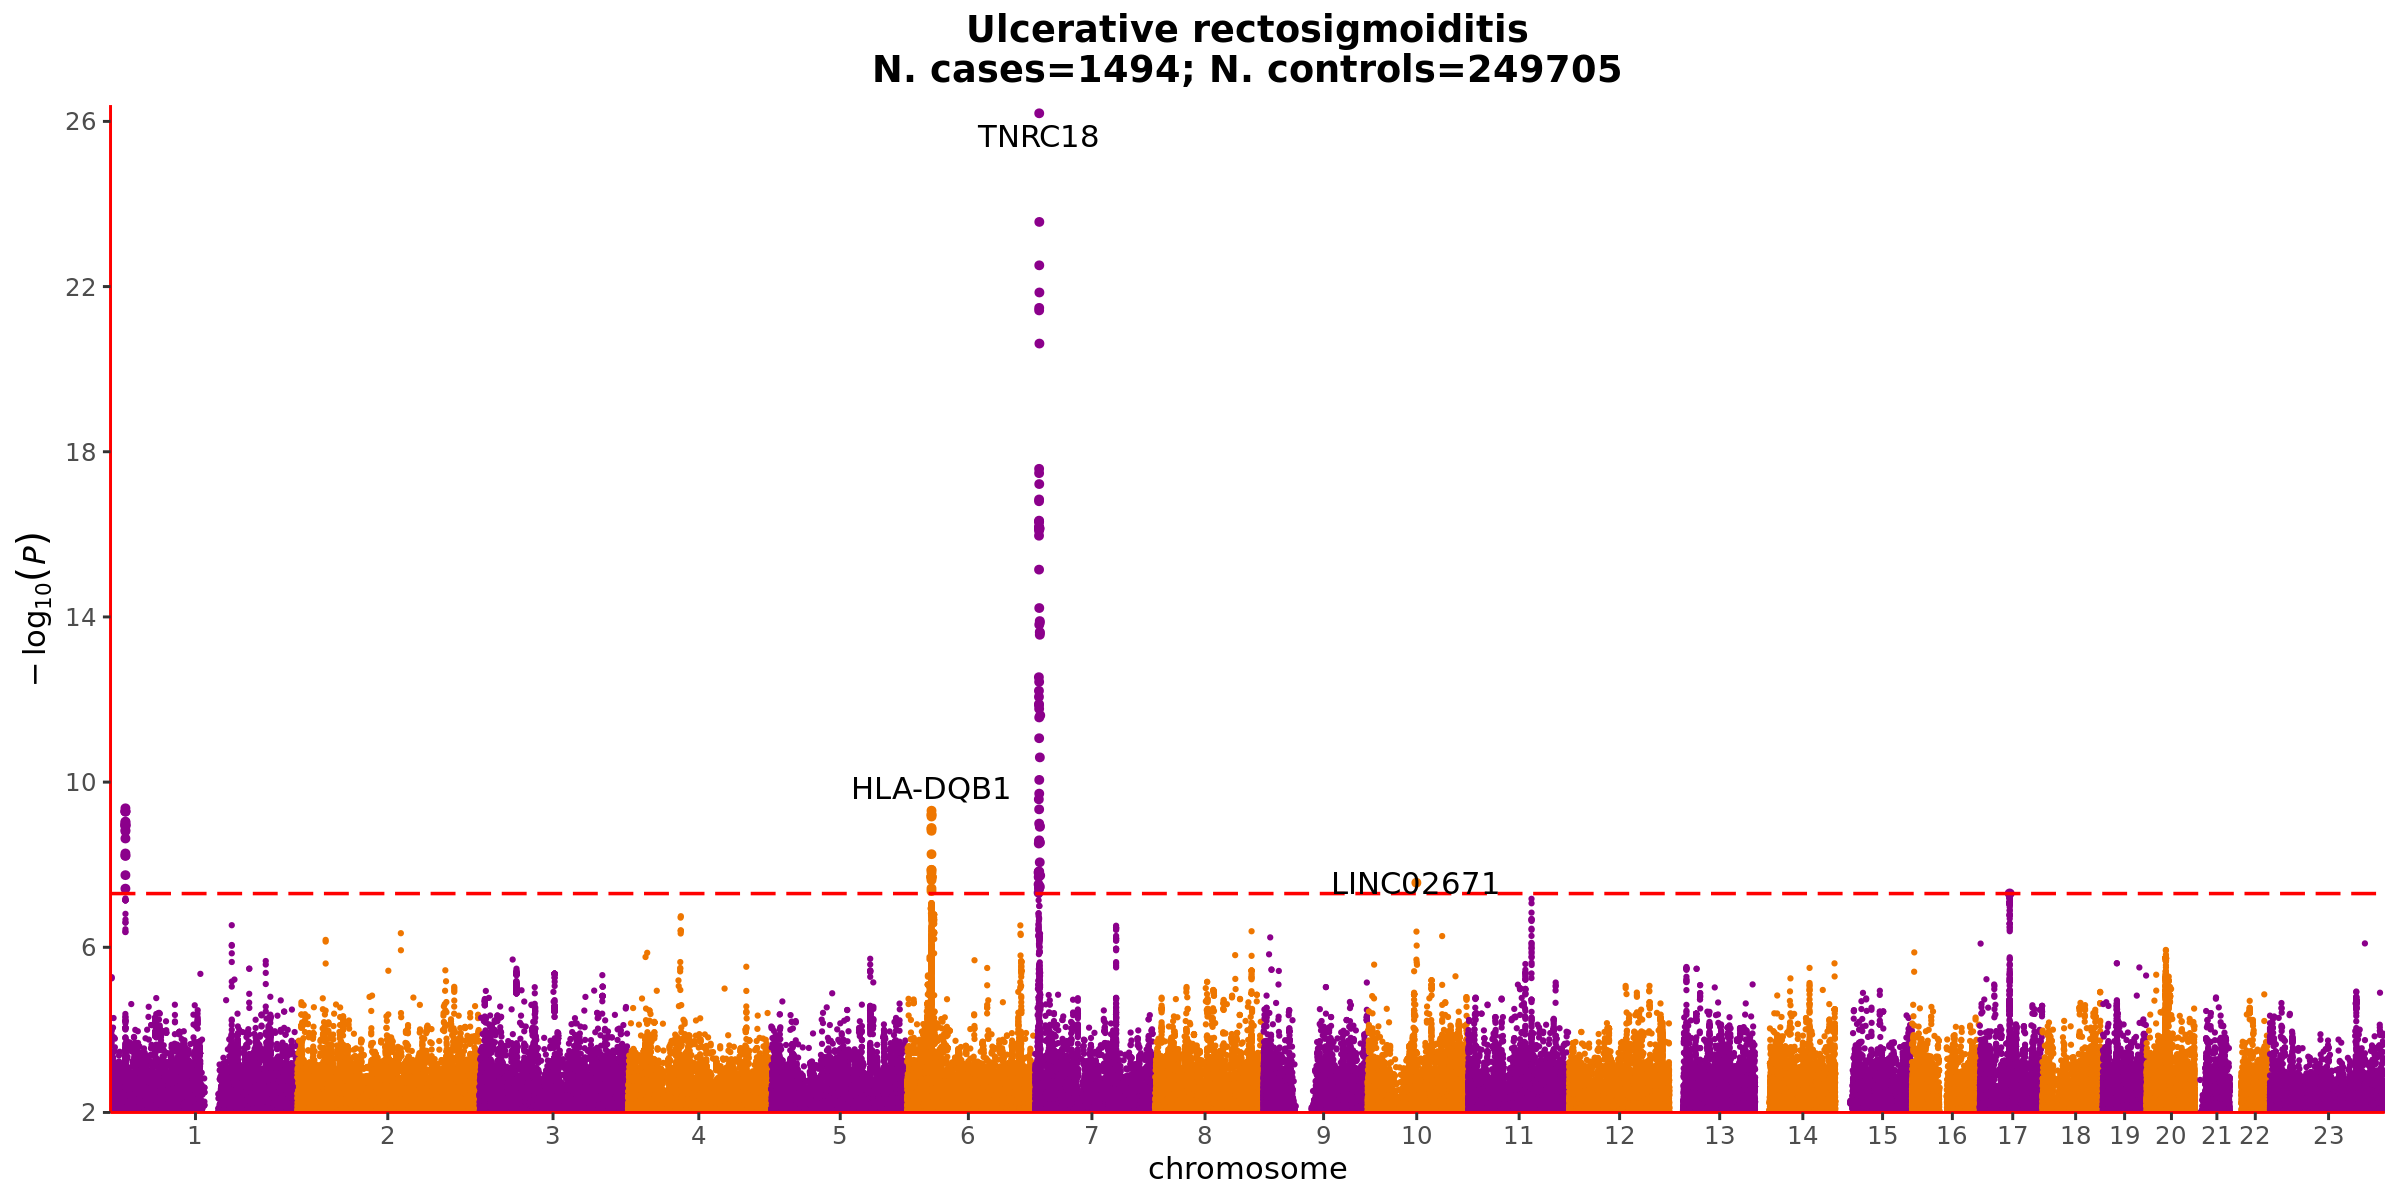 Ulcerative rectosigmoiditis
N. cases=1494; N. controls=249705
26
TNRC18
22
18
− log₁₀(P)
14
10
HLA-DQB1
LINC02671
6
2
1 2 3 4 5 6 7 8 9 10 11 12 13 14 15 16 17 18 19 20 21 22 23
chromosome